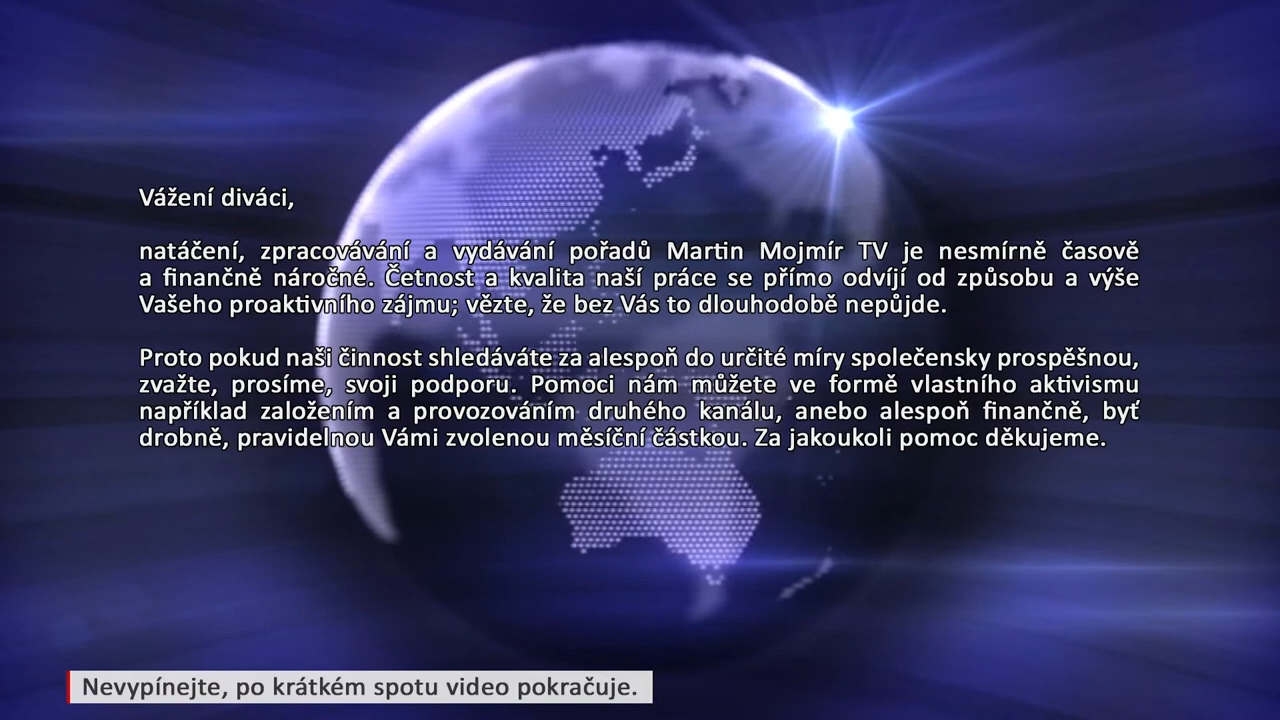 Vážení diváci,
natáčení, zpracovávání a vydávání pořadů Martin Mojmír TV je nesmírně časově
a finančně náročné. Četnost a kvalita naší práce se přímo odvíjí od způsobu a výše
Vašeho proaktivního zájmu; vězte, že bez Vás to dlouhodobě nepůjde.
Proto pokud naši činnost shledáváte za alespoň do určité míry společensky prospěšnou,
zvažte, prosíme, svoji podporu. Pomoci nám můžete ve formě vlastního aktivismu
například založením a provozováním druhého kanálu, anebo alespoň finančně, byť
drobně, pravidelnou Vámi zvolenou měsíční částkou. Za jakoukoli pomoc děkujeme.
Nevypínejte, po krátkém spotu video pokračuje.